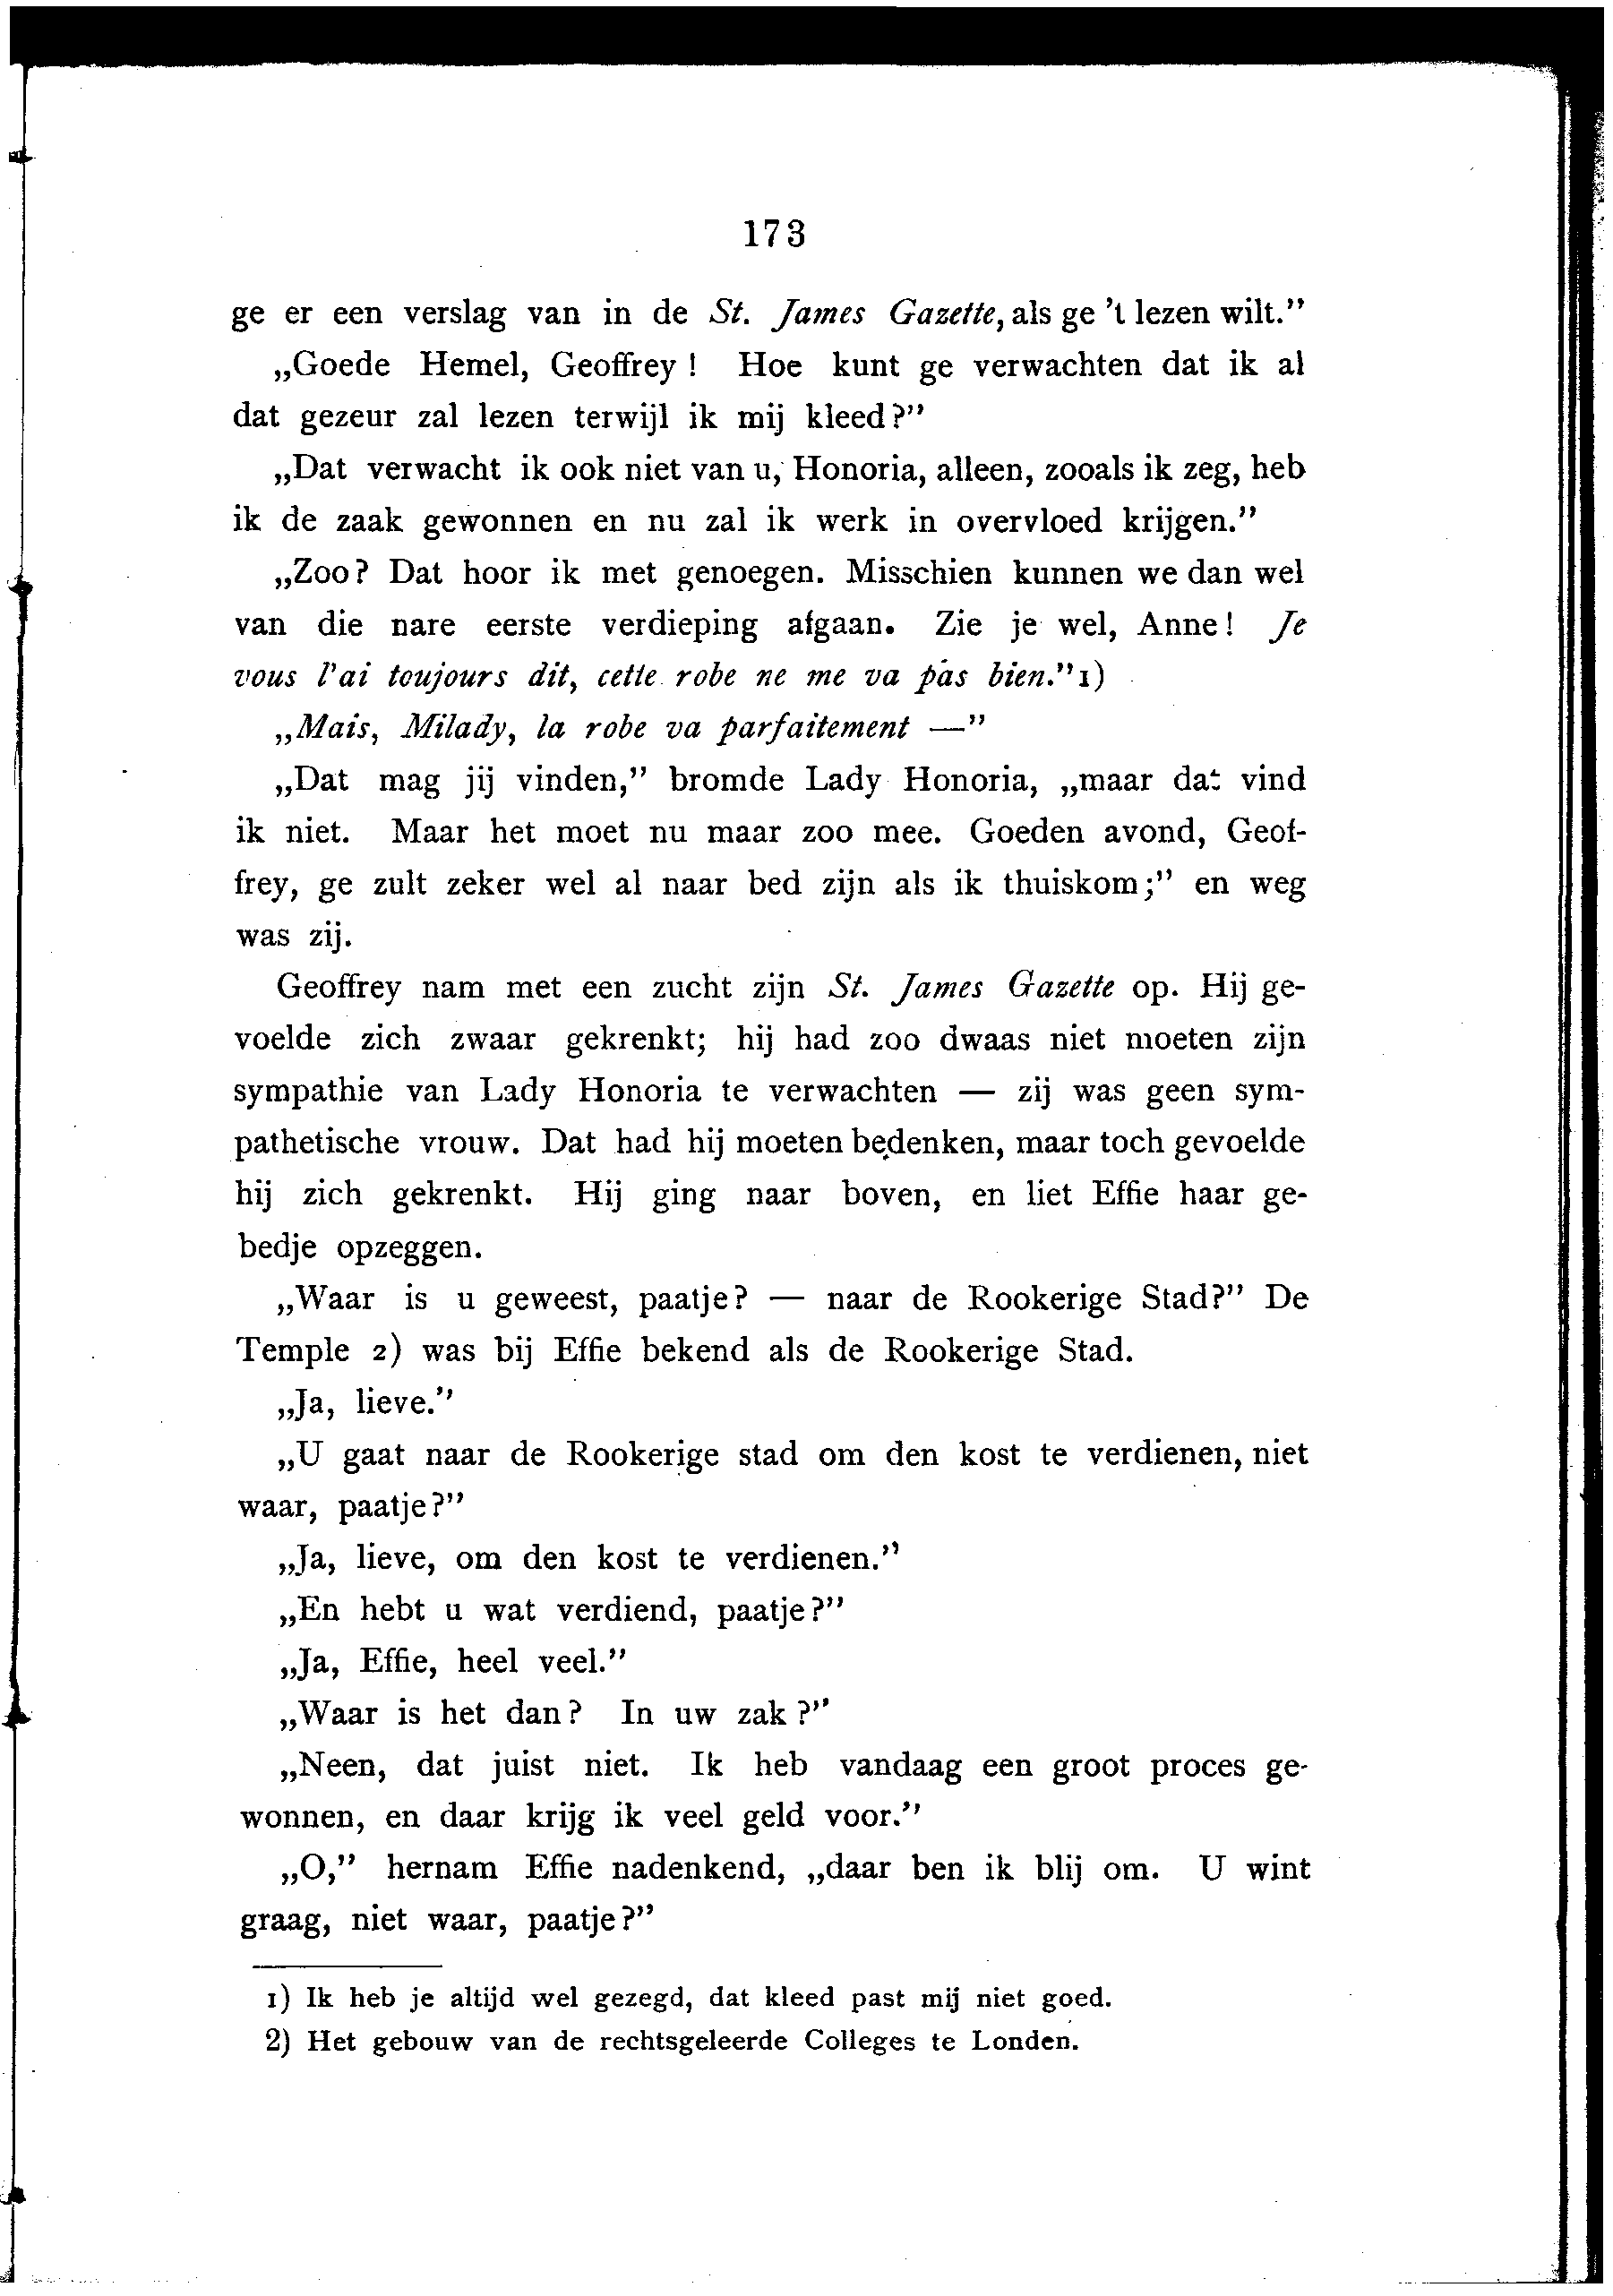 173
ge er een verslag van in de St. James Gazette, als ge 't lezen wilt.”
„Goede Hemel, Geoffrey! Hoe kunt ge verwachten dat ik al
dat gezeur zal lezen terwijl ik mij kleed?”
„Dat verwacht ik ook niet van u, Honoria, alleen, zooals ik zeg, heb
ik de zaak gewonnen en nu zal ik werk in overvloed krijgen.”
„Zoo? Dat hoor ik met genoegen. Misschien kunnen we dan wel
van die nare eerste verdieping afgaan. Zie je wel, Anne! Je
vous l'ai toujours dit, cette robe ne me va pas bien.”1)
„Mais, Milady, la robe va parfaitement —”
„Dat mag jij vinden,” bromde Lady Honoria, „maar dat vind
ik niet. Maar het moet nu maar zoo mee. Goeden avond, Geof-
frey, ge zult zeker wel al naar bed zijn als ik thuiskom;” en weg
was zij.
Geoffrey nam met een zucht zijn St. James Gazette op. Hij ge-
voelde zich zwaar gekrenkt; hij had zoo dwaas niet moeten zijn
sympathie van Lady Honoria te verwachten — zij was geen sym-
pathetische vrouw. Dat had hij moeten bedenken, maar toch gevoelde
hij zich gekrenkt. Hij ging naar boven, en liet Effie haar ge-
bedje opzeggen.
„Waar is u geweest, paatje? — naar de Rookerige Stad?” De
Temple 2) was bij Effie bekend als de Rookerige Stad.
„Ja, lieve.”
„U gaat naar de Rookerige stad om den kost te verdienen, niet
waar, paatje?”
„Ja, lieve, om den kost te verdienen.”
„En hebt u wat verdiend, paatje?”
„Ja, Effie, heel veel.”
„Waar is het dan? In uw zak?”
„Neen, dat juist niet. Ik heb vandaag een groot proces ge-
wonnen, en daar krijg ik veel geld voor.”
„O,” hernam Effie nadenkend, „daar ben ik blij om. U wint
graag, niet waar, paatje?”
1) Ik heb je altijd wel gezegd, dat kleed past mij niet goed.
2) Het gebouw van de rechtsgeleerde Colleges te Londen.